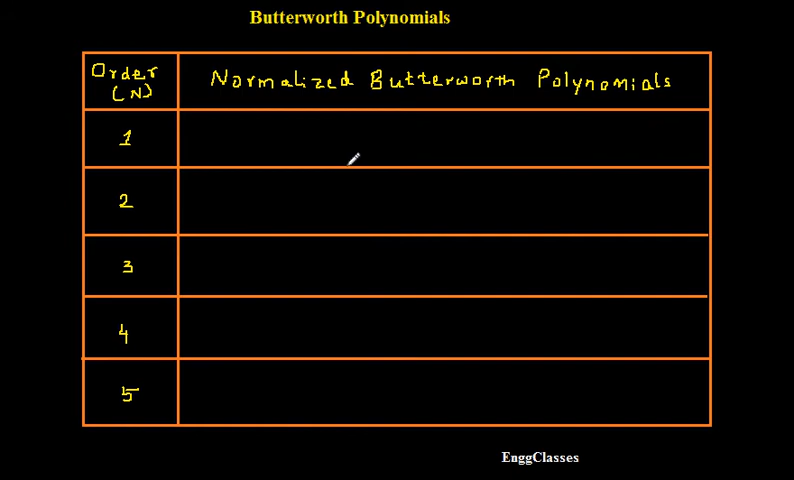 Butterworth Polynomials
Order
(N)
Normalized Butterworth Polynomials
1
2
3
4
5
EnggClasses